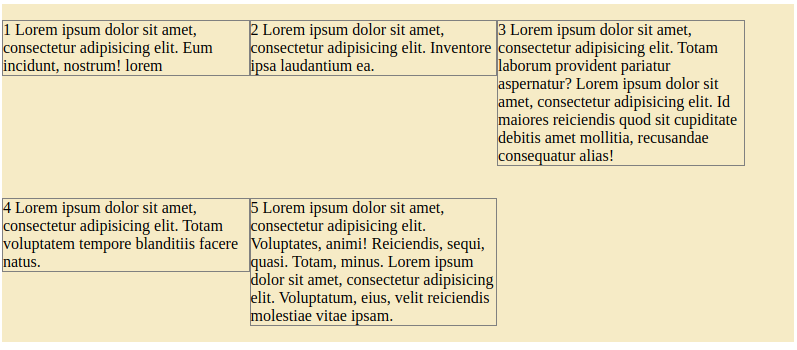 1 Lorem ipsum dolor sit amet,
consectetur adipisicing elit. Eum
incidunt, nostrum! lorem
2 Lorem ipsum dolor sit amet,
consectetur adipisicing elit. Inventore
ipsa laudantium ea.
3 Lorem ipsum dolor sit amet,
consectetur adipisicing elit. Totam
laborum provident pariatur
aspernatur? Lorem ipsum dolor sit
amet, consectetur adipisicing elit. Id
maiores reiciendis quod sit cupiditate
debitis amet mollitia, recusandae
consequatur alias!
4 Lorem ipsum dolor sit amet,
consectetur adipisicing elit. Totam
voluptatem tempore blanditiis facere
natus.
5 Lorem ipsum dolor sit amet,
consectetur adipisicing elit.
Voluptates, animi! Reiciendis, sequi,
quasi. Totam, minus. Lorem ipsum
dolor sit amet, consectetur adipisicing
elit. Voluptatum, eius, velit reiciendis
molestiae vitae ipsam.